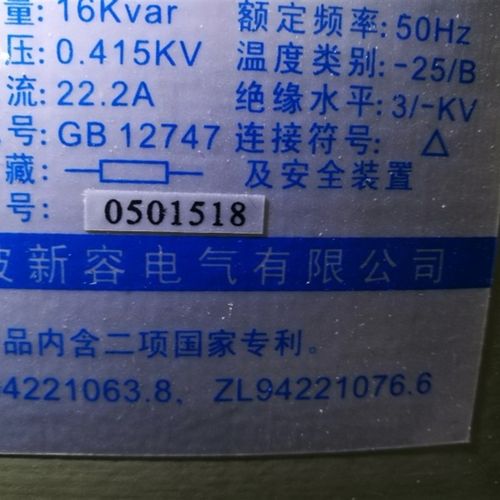 量: 16Kvar 额定频率: 50Hz
压: 0.415KV 温度类别: -25/B
流: 22.2A 绝缘水平: 3/-KV
号: GB 12747 连接符号: △
藏: 及安全装置
号: 0501518
波新容电气有限公司
品内含二项国家专利。
4221063.8、ZL94221076.6